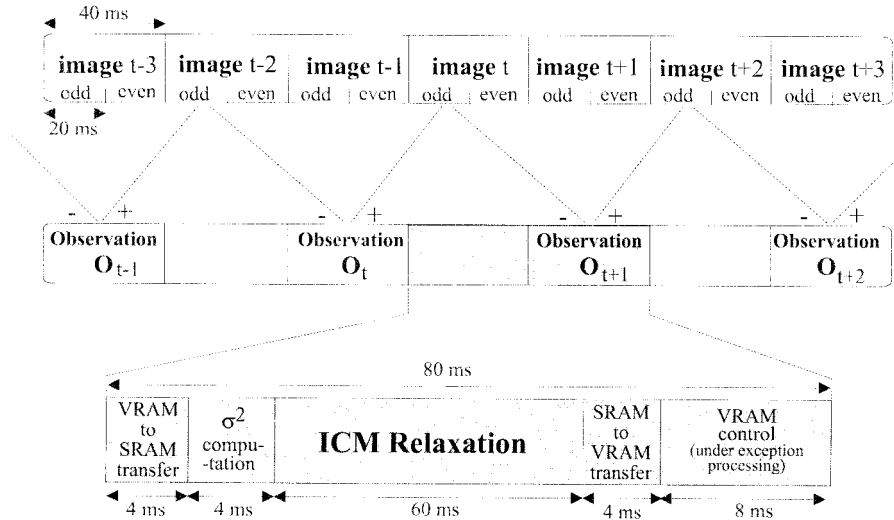 40 ms
image t-3 image t-2 image t-1 image t image t+1 image t+2 image t+3
odd even odd even odd even odd even odd even odd even odd even
20 ms
- + - + - + - +
Observation Observation Observation Observation
O_{t-1} O_t O_{t+1} O_{t+2}
80 ms
VRAM
to
SRAM
transfer
σ²
compu-
-tation
ICM Relaxation
SRAM
to
VRAM
transfer
VRAM
control
(under exception
processing)
4 ms 4 ms 60 ms 4 ms 8 ms